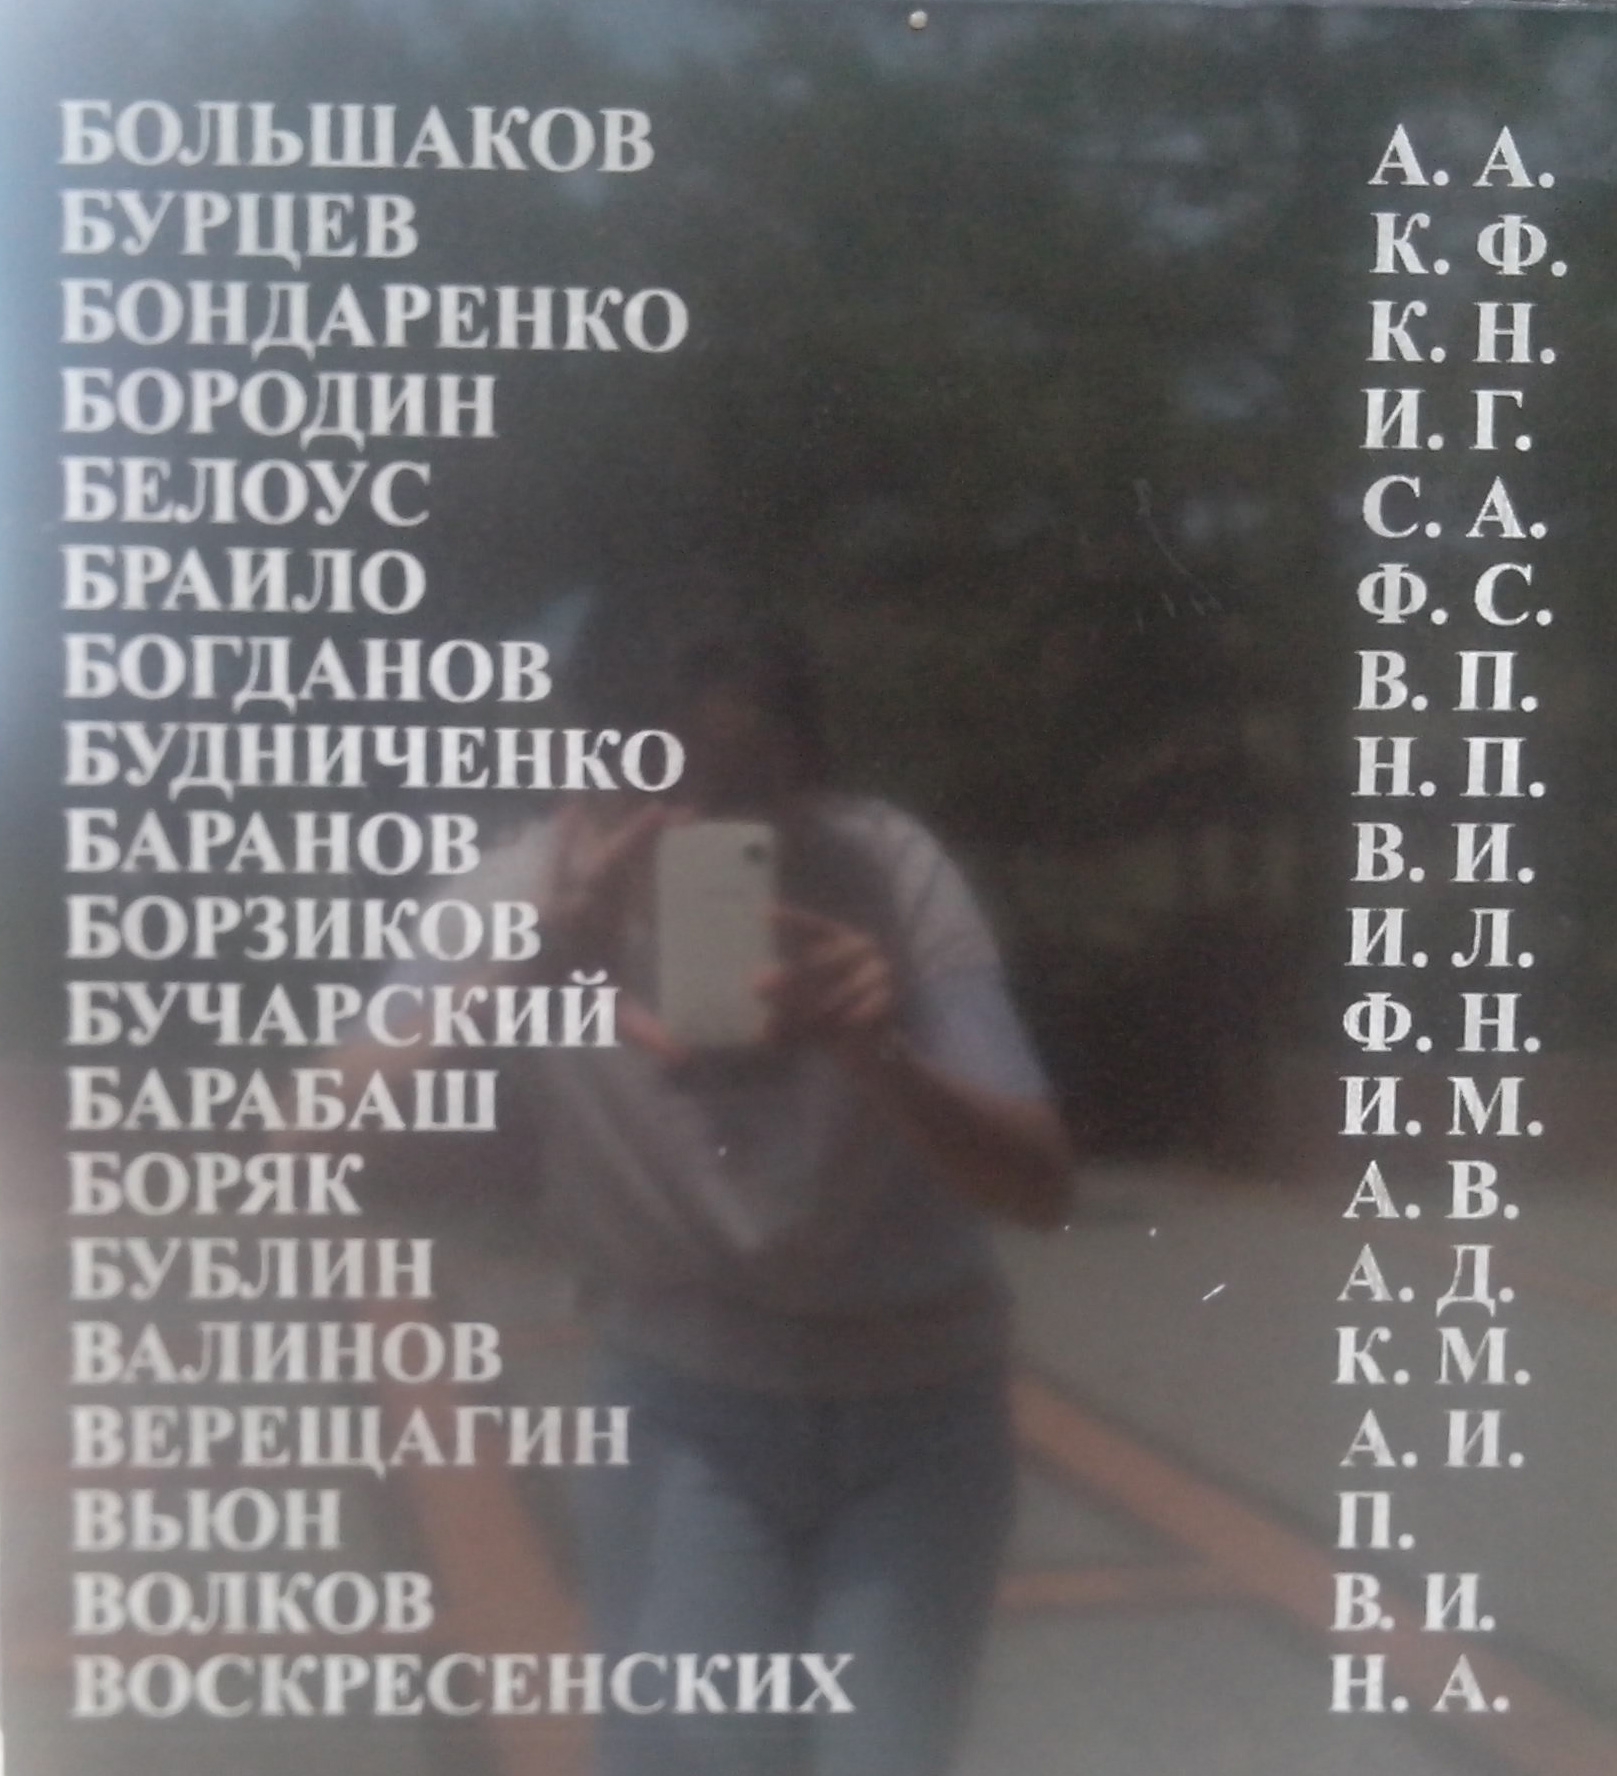 БОЛЬШАКОВ А. А.
БУРЦЕВ К. Ф.
БОНДАРЕНКО К. Н.
БОРОДИН И. Г.
БЕЛОУС С. А.
БРАИЛО Ф. С.
БОГДАНОВ В. П.
БУДНИЧЕНКО Н. П.
БАРАНОВ В. И.
БОРЗИКОВ И. Л.
БУЧАРСКИЙ Ф. Н.
БАРАБАШ И. М.
БОРЯК А. В.
БУБЛИН А. Д.
ВАЛИНОВ К. М.
ВЕРЕЩАГИН А. И.
ВЬЮН П.
ВОЛКОВ В. И.
ВОСКРЕСЕНСКИХ Н. А.